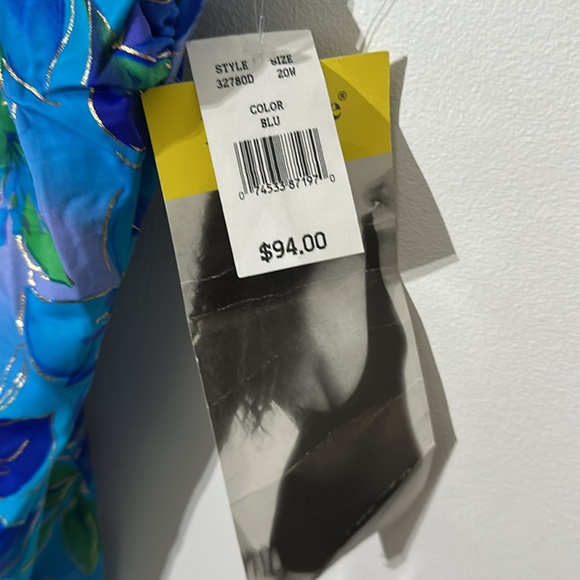 STYLE SIZE
32780D 20W
COLOR
BLU
0 74533 87197 0
$94.00